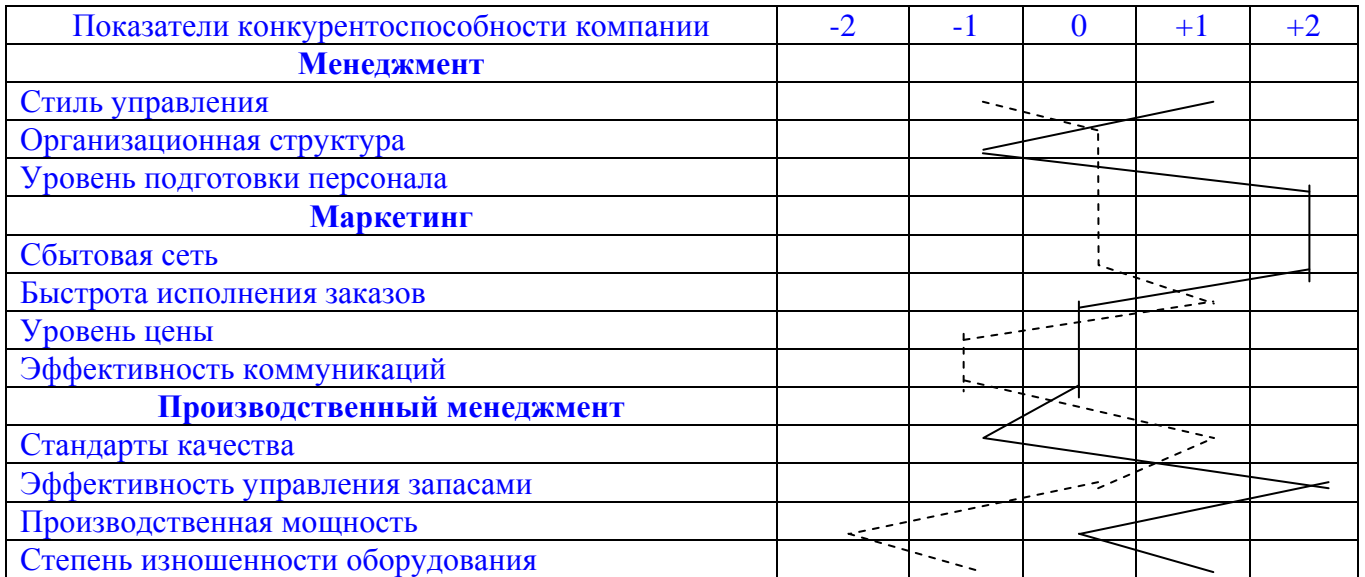 Показатели конкурентоспособности компании -2 -1 0 +1 +2
Менеджмент
Стиль управления
Организационная структура
Уровень подготовки персонала
Маркетинг
Сбытовая сеть
Быстрота исполнения заказов
Уровень цены
Эффективность коммуникаций
Производственный менеджмент
Стандарты качества
Эффективность управления запасами
Производственная мощность
Степень изношенности оборудования